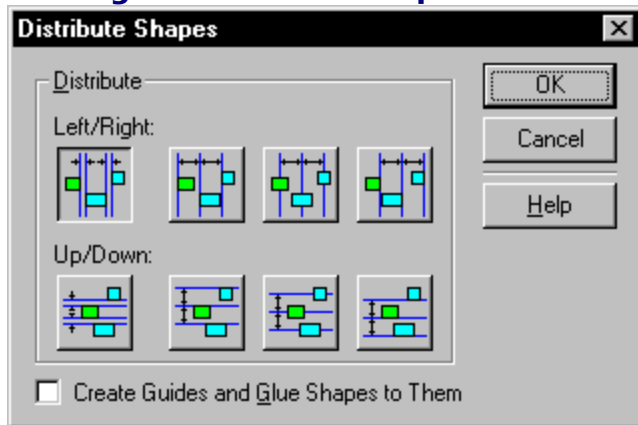 Distribute Shapes
Distribute
OK
Left/Right:
Cancel
Help
Up/Down:
Create Guides and Glue Shapes to Them